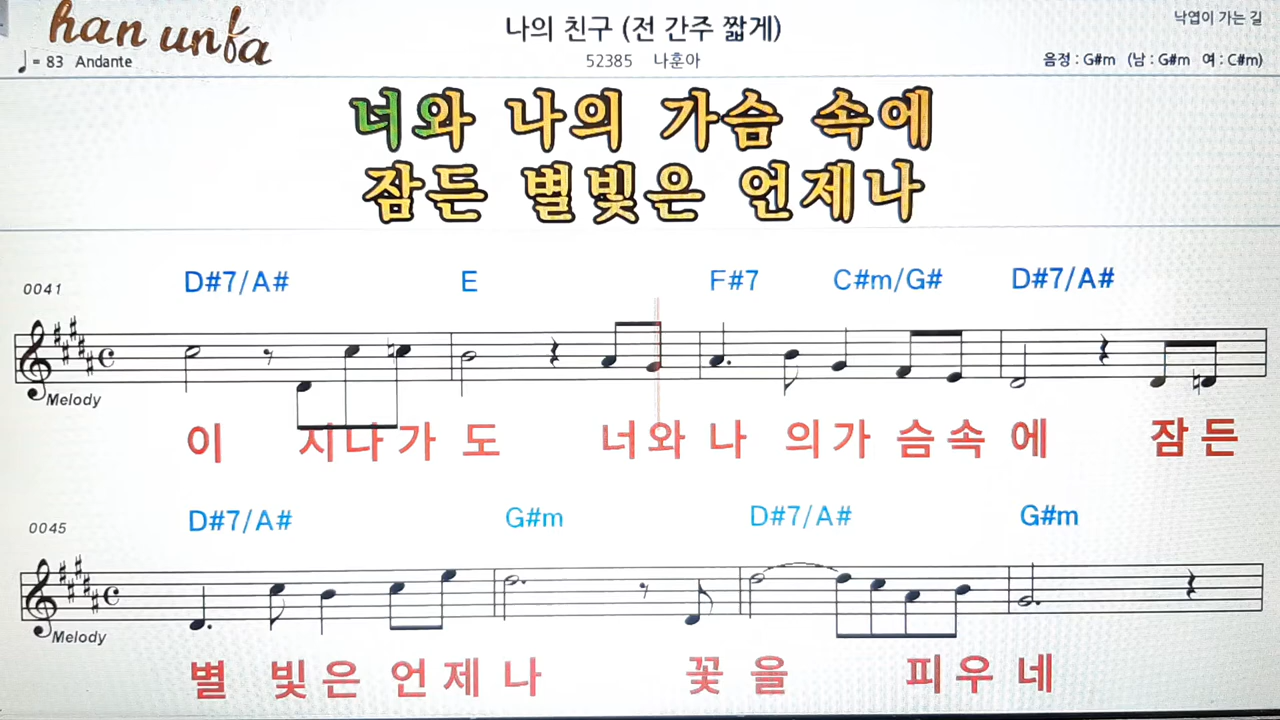 han unfa
나의 친구 (전 간주 짧게)
낙엽이 가는 길
♩= 83 Andante
52385 나훈아
음정 : G#m (남 : G#m 여 : C#m)
너와 나의 가슴 속에
잠든 별빛은 언제나
0041 D#7/A# E F#7 C#m/G# D#7/A#
Melody
이 시나가 도 너와 나 의가 슴속 에 잠든
0045 D#7/A# G#m D#7/A# G#m
Melody
별 빛은 언제 나 꽃 을 피우 네